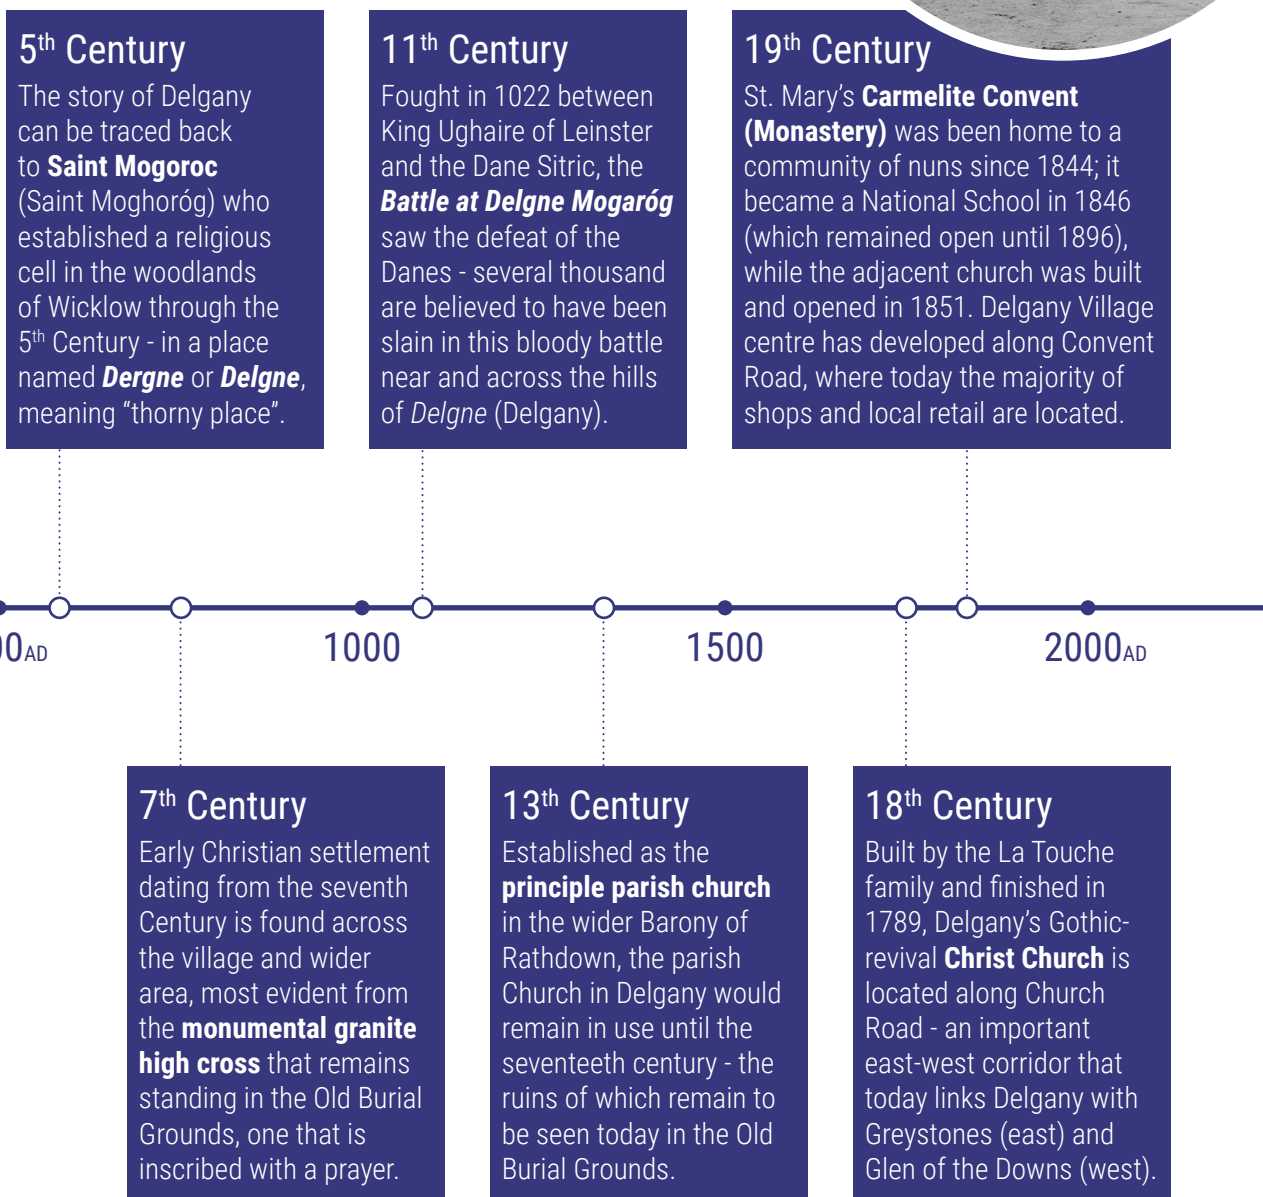 5th Century
The story of Delgany
can be traced back
to Saint Mogoroc
(Saint Moghoróg) who
established a religious
cell in the woodlands
of Wicklow through the
5th Century - in a place
named Dergne or Delgne,
meaning “thorny place”.
11th Century
Fought in 1022 between
King Ughaire of Leinster
and the Dane Sitric, the
Battle at Delgne Mogaróg
saw the defeat of the
Danes - several thousand
are believed to have been
slain in this bloody battle
near and across the hills
of Delgne (Delgany).
19th Century
St. Mary’s Carmelite Convent
(Monastery) was been home to a
community of nuns since 1844; it
became a National School in 1846
(which remained open until 1896),
while the adjacent church was built
and opened in 1851. Delgany Village
centre has developed along Convent
Road, where today the majority of
shops and local retail are located.
0AD
1000
1500
2000AD
7th Century
Early Christian settlement
dating from the seventh
Century is found across
the village and wider
area, most evident from
the monumental granite
high cross that remains
standing in the Old Burial
Grounds, one that is
inscribed with a prayer.
13th Century
Established as the
principle parish church
in the wider Barony of
Rathdown, the parish
Church in Delgany would
remain in use until the
seventeeth century - the
ruins of which remain to
be seen today in the Old
Burial Grounds.
18th Century
Built by the La Touche
family and finished in
1789, Delgany’s Gothic-
revival Christ Church is
located along Church
Road - an important
east-west corridor that
today links Delgany with
Greystones (east) and
Glen of the Downs (west).